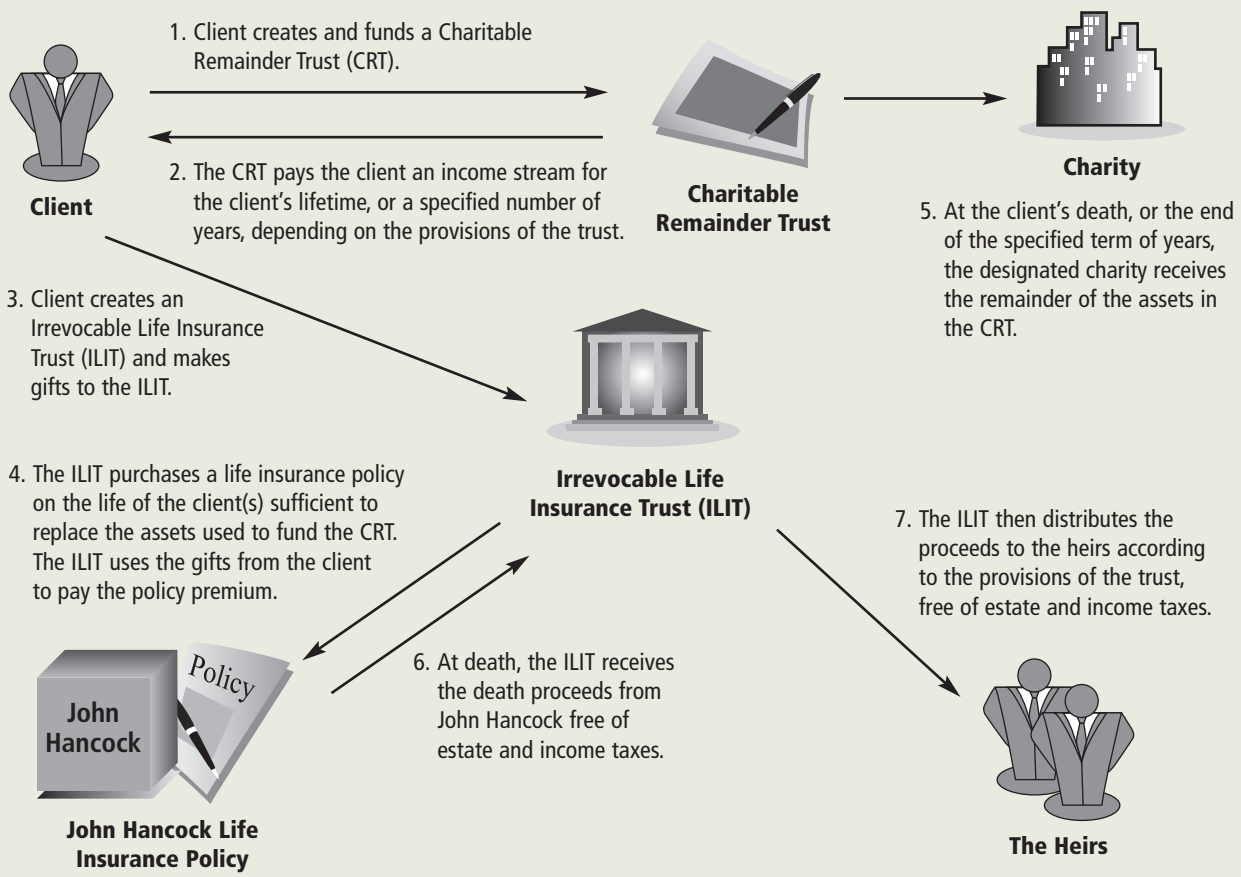 1. Client creates and funds a Charitable
Remainder Trust (CRT).
2. The CRT pays the client an income stream for
the client's lifetime, or a specified number of
years, depending on the provisions of the trust.
Client
Charitable
Remainder Trust
Charity
5. At the client's death, or the end
of the specified term of years,
the designated charity receives
the remainder of the assets in
the CRT.
3. Client creates an
Irrevocable Life Insurance
Trust (ILIT) and makes
gifts to the ILIT.
Irrevocable Life
Insurance Trust (ILIT)
4. The ILIT purchases a life insurance policy
on the life of the client(s) sufficient to
replace the assets used to fund the CRT.
The ILIT uses the gifts from the client
to pay the policy premium.
7. The ILIT then distributes the
proceeds to the heirs according
to the provisions of the trust,
free of estate and income taxes.
6. At death, the ILIT receives
the death proceeds from
John Hancock free of
estate and income taxes.
Policy
John
Hancock
John Hancock Life
Insurance Policy
The Heirs